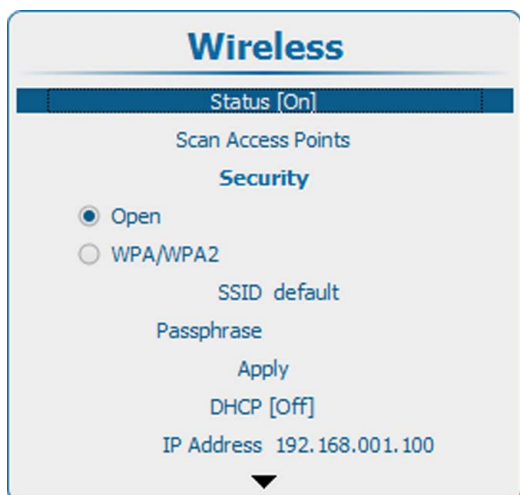 Wireless
Status [On]
Scan Access Points
Security
Open
WPA/WPA2
SSID default
Passphrase
Apply
DHCP [Off]
IP Address 192.168.001.100